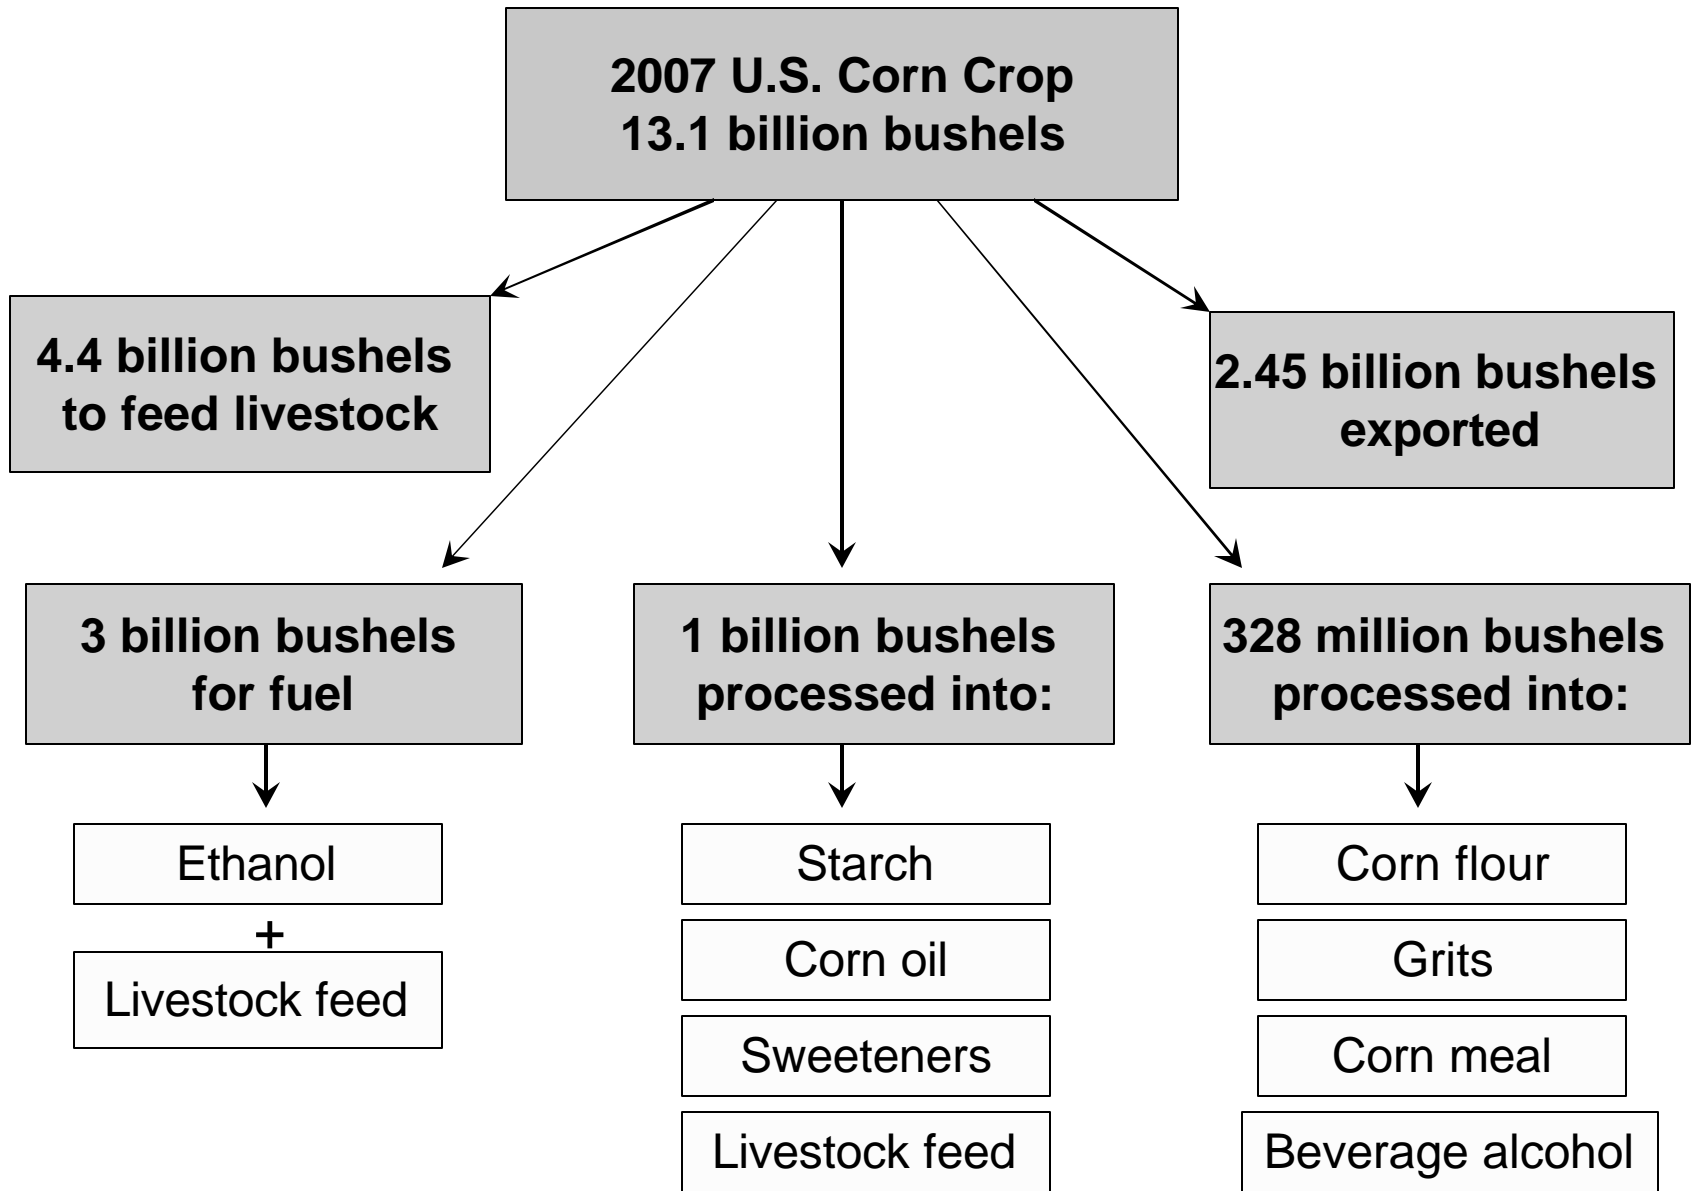 2007 U.S. Corn Crop
13.1 billion bushels
4.4 billion bushels
to feed livestock
2.45 billion bushels
exported
3 billion bushels
for fuel
1 billion bushels
processed into:
328 million bushels
processed into:
Ethanol
+
Livestock feed
Starch
Corn oil
Sweeteners
Livestock feed
Corn flour
Grits
Corn meal
Beverage alcohol